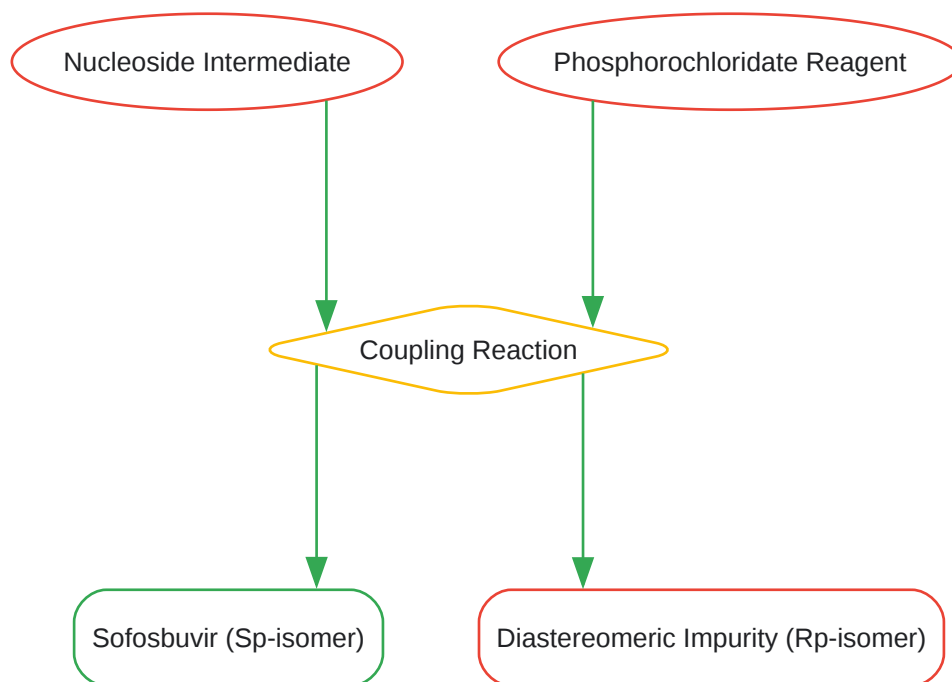 Nucleoside Intermediate
Phosphorochloridate Reagent
Coupling Reaction
Sofosbuvir (Sp-isomer)
Diastereomeric Impurity (Rp-isomer)